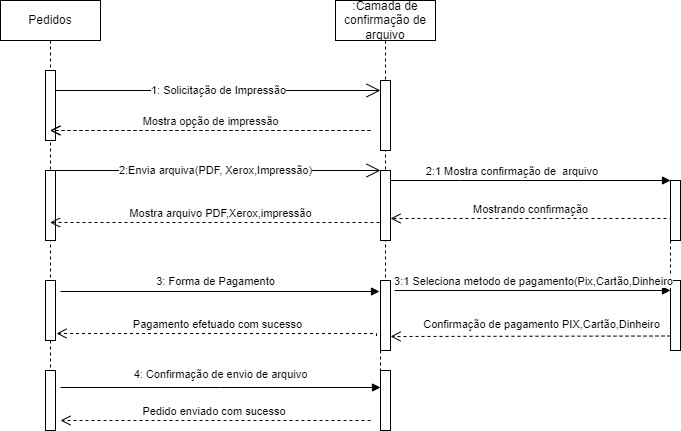 Pedidos
:Camada de
confirmação de
arquivo
1: Solicitação de Impressão
Mostra opção de impressão
2:Envia arquiva(PDF, Xerox,Impressão)
2:1 Mostra confirmação de  arquivo
Mostra arquivo PDF,Xerox,impressão
Mostrando confirmação
3: Forma de Pagamento
3:1 Seleciona metodo de pagamento(Pix,Cartão,Dinheiro
Pagamento efetuado com sucesso
Confirmação de pagamento PIX,Cartão,Dinheiro
4: Confirmação de envio de arquivo
Pedido enviado com sucesso